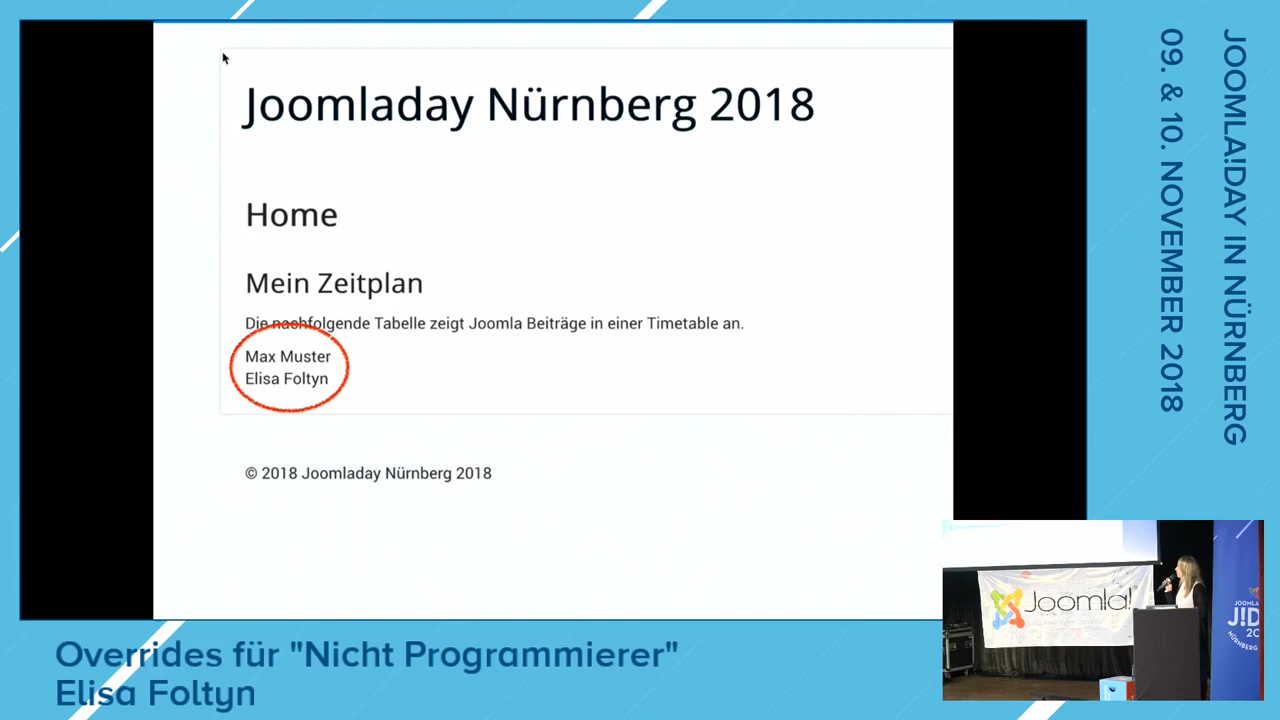 Joomladay Nürnberg 2018
Home
Mein Zeitplan
Die nachfolgende Tabelle zeigt Joomla Beiträge in einer Timetable an.
Max Muster
Elisa Foltyn
© 2018 Joomladay Nürnberg 2018
JOOMLA!DAY IN NÜRNBERG
09. & 10. NOVEMBER 2018
Joomla!
Overrides für "Nicht Programmierer"
Elisa Foltyn